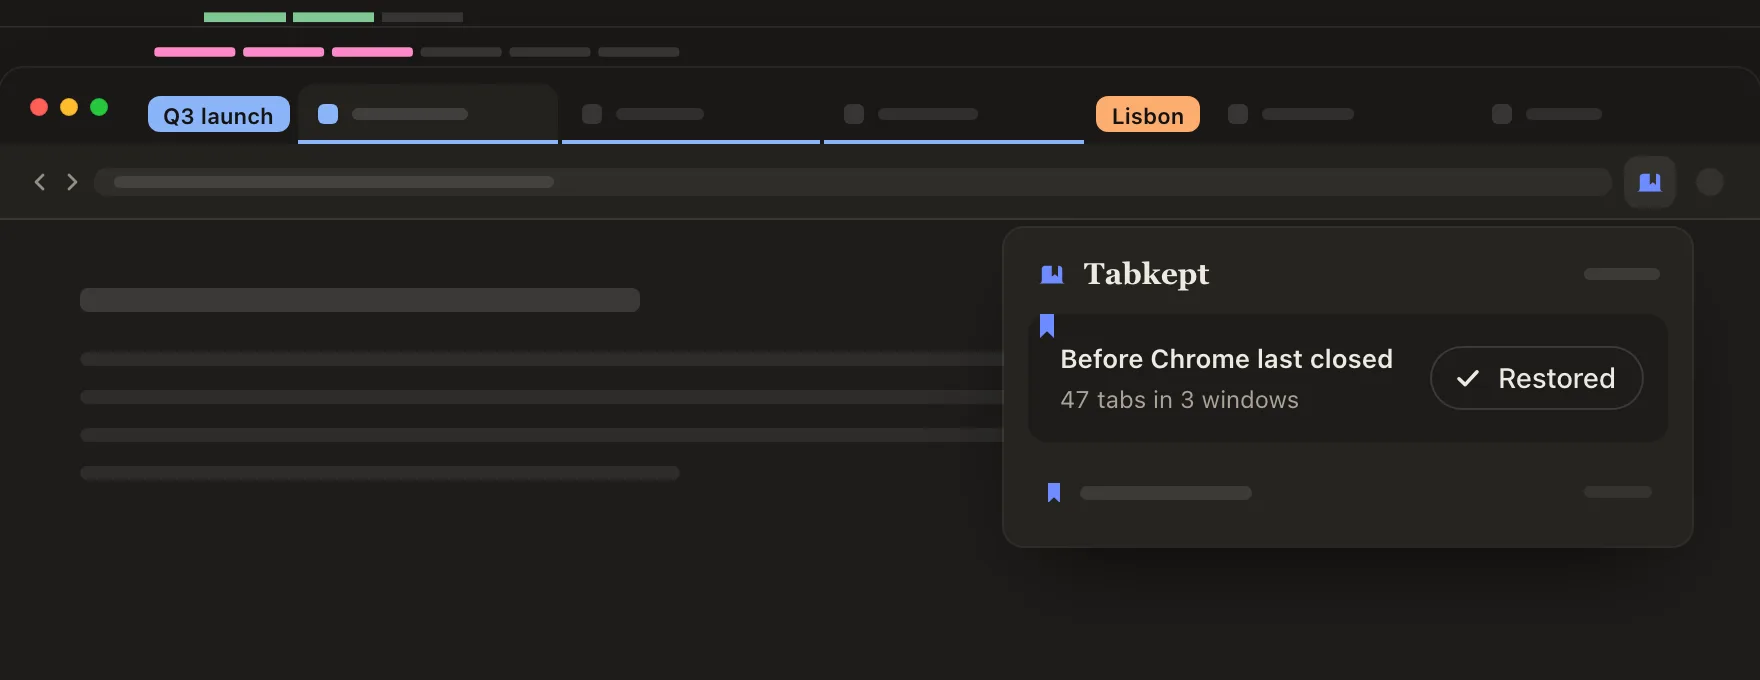 Q3 launch
Lisbon
Tabkept
Before Chrome last closed
47 tabs in 3 windows
Restored